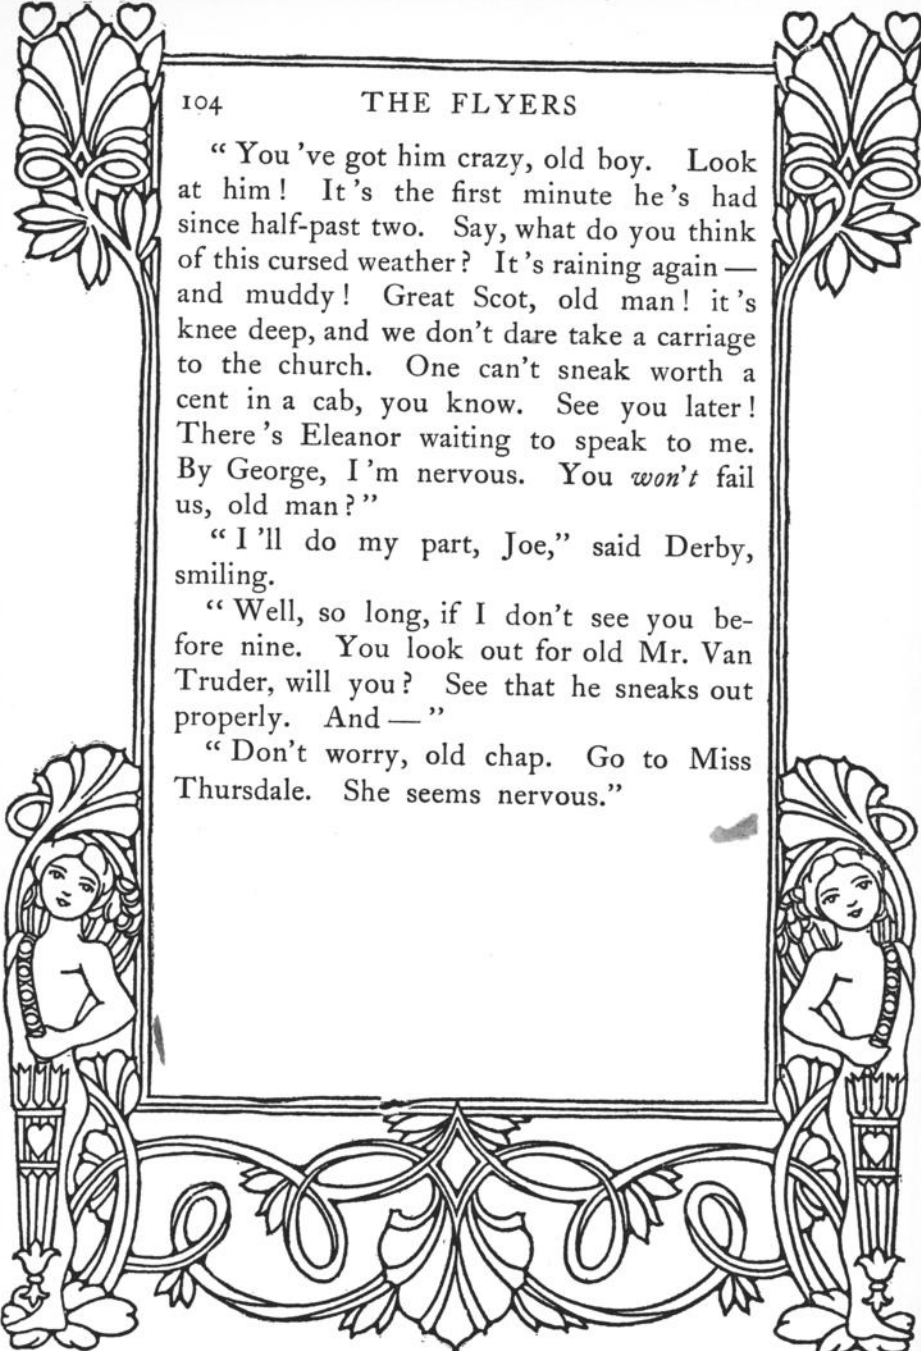 104 THE FLYERS
“You 've got him crazy, old boy. Look
at him! It 's the first minute he 's had
since half-past two. Say, what do you think
of this cursed weather? It 's raining again —
and muddy! Great Scot, old man! it 's
knee deep, and we don't dare take a carriage
to the church. One can't sneak worth a
cent in a cab, you know. See you later!
There 's Eleanor waiting to speak to me.
By George, I 'm nervous. You won't fail
us, old man?”
“I 'll do my part, Joe,” said Derby,
smiling.
“Well, so long, if I don't see you be-
fore nine. You look out for old Mr. Van
Truder, will you? See that he sneaks out
properly. And — ”
“Don't worry, old chap. Go to Miss
Thursdale. She seems nervous.”